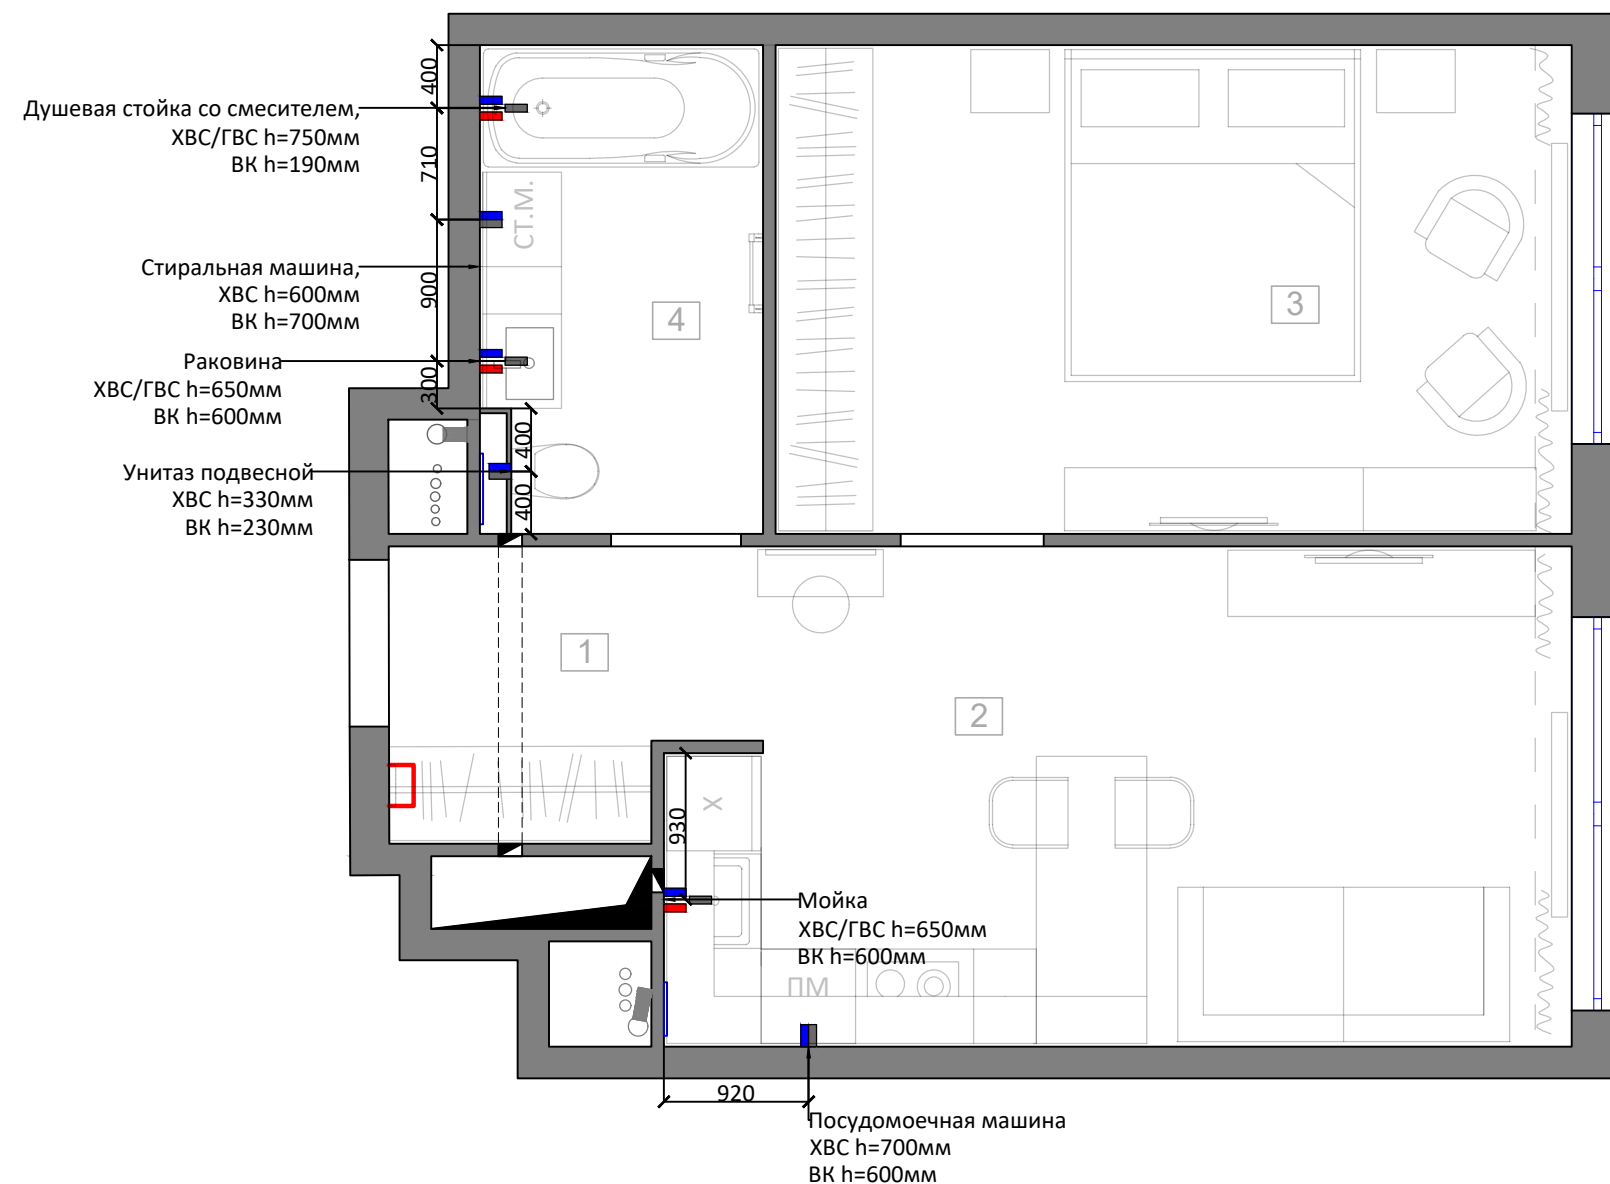 400
Душевая стойка со смесителем,
ХВС/ГВС h=750мм
ВК h=190мм
710
СТ.М.
Стиральная машина,
ХВС h=600мм
ВК h=700мм
900
4
3
Раковина
ХВС/ГВС h=650мм
ВК h=600мм
300
400
Унитаз подвесной
ХВС h=330мм
ВК h=230мм
400
1
2
Х
930
Мойка
ХВС/ГВС h=650мм
ВК h=600мм
ПМ
920
Посудомоечная машина
ХВС h=700мм
ВК h=600мм